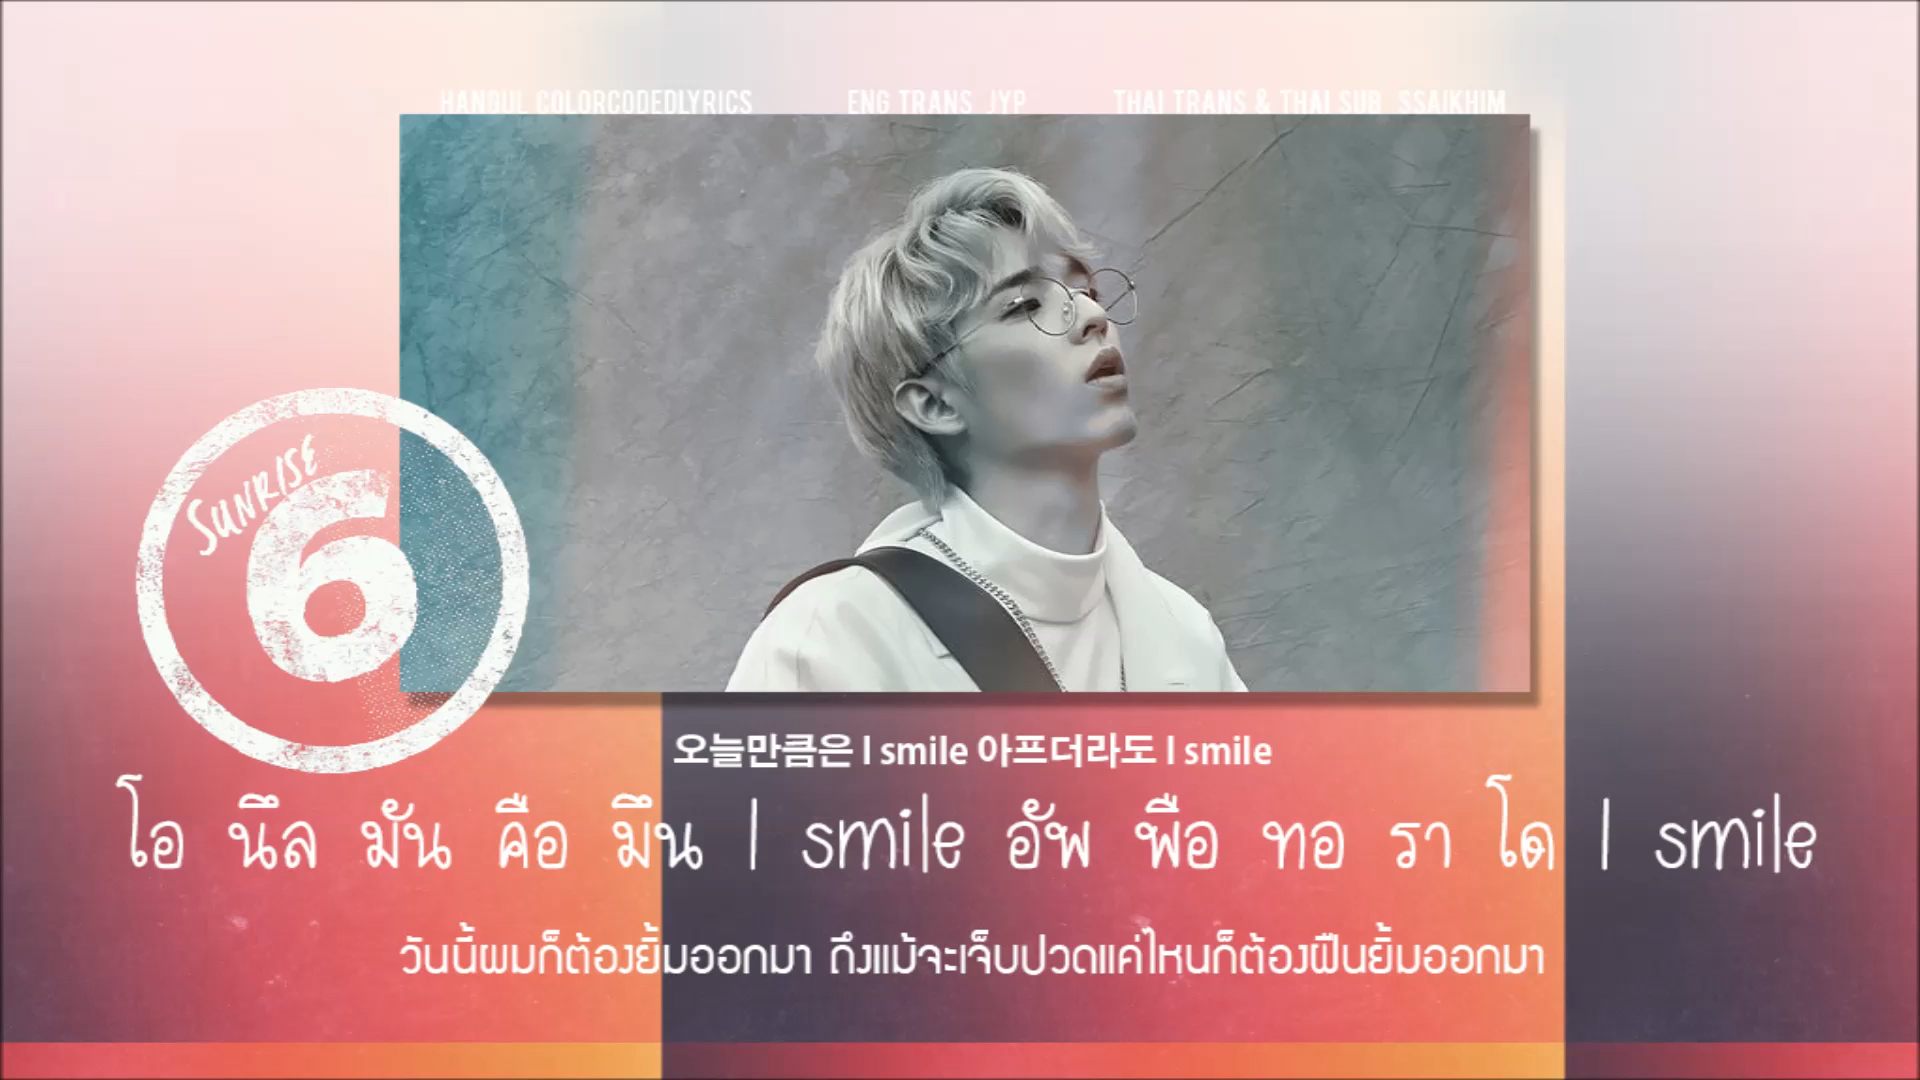 HANGUL COLORCODEDLYRICS ENG TRANS JYP THAI TRANS & THAI SUB SSAIKHIM
SUNRISE
6
오늘만큼은 I smile 아프더라도 I smile
โอ นึล มัน คือ มึน I smile อัพ พือ ทอ รา โด I smile
วันนี้ผมก็ต้องยิ้มออกมา ถึงแม้จะเจ็บปวดแค่ไหนก็ต้องฝืนยิ้มออกมา